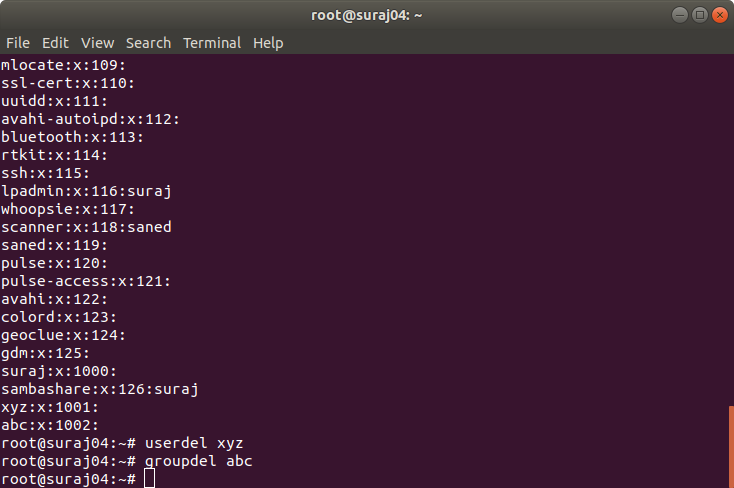 root@suraj04: ~
File Edit View Search Terminal Help
mlocate:x:109:
ssl-cert:x:110:
uuidd:x:111:
avahi-autoipd:x:112:
bluetooth:x:113:
rtkit:x:114:
ssh:x:115:
lpadmin:x:116:suraj
whoopsie:x:117:
scanner:x:118:saned
saned:x:119:
pulse:x:120:
pulse-access:x:121:
avahi:x:122:
colord:x:123:
geoclue:x:124:
gdm:x:125:
suraj:x:1000:
sambashare:x:126:suraj
xyz:x:1001:
abc:x:1002:
root@suraj04:~# userdel xyz
root@suraj04:~# groupdel abc
root@suraj04:~#